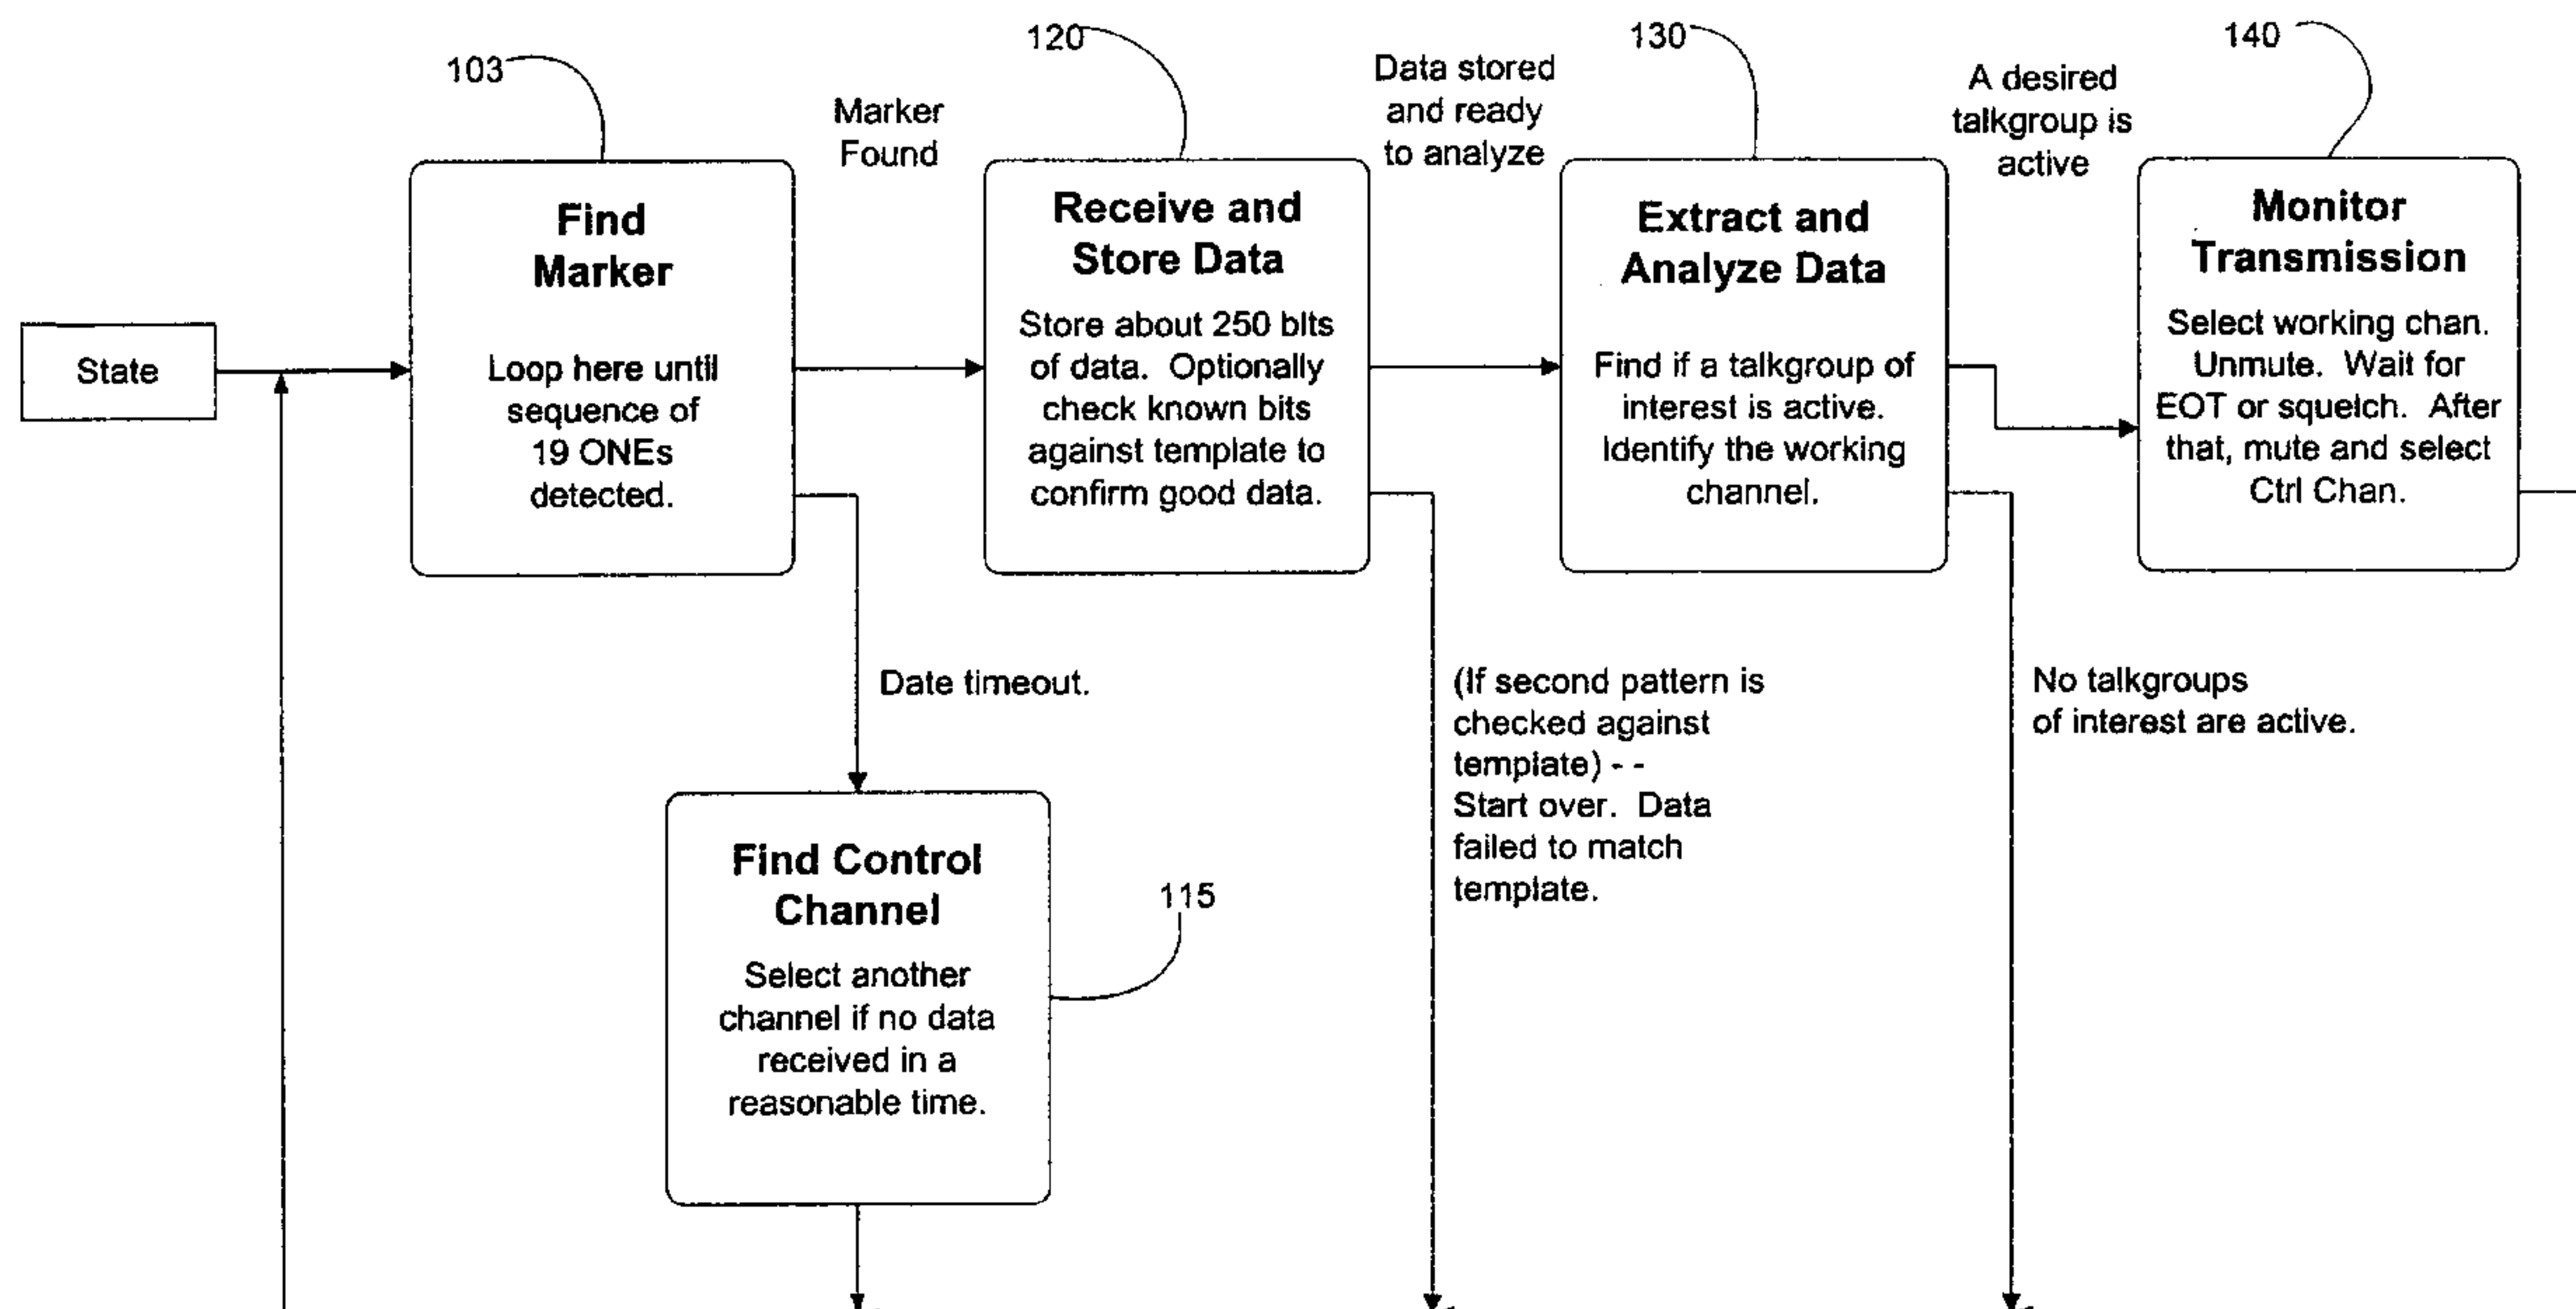 103
120
130
140
Marker
Found
Data stored
and ready
to analyze
A desired
talkgroup is
active
State
Find
Marker
Loop here until
sequence of
19 ONEs
detected.
Receive and
Store Data
Store about 250 bits
of data. Optionally
check known bits
against template to
confirm good data.
Extract and
Analyze Data
Find if a talkgroup of
interest is active.
Identify the working
channel.
Monitor
Transmission
Select working chan.
Unmute. Wait for
EOT or squelch. After
that, mute and select
Ctrl Chan.
Date timeout.
(If second pattern is
checked against
template) - -
Start over. Data
failed to match
template.
No talkgroups
of interest are active.
Find Control
Channel
Select another
channel if no data
received in a
reasonable time.
115